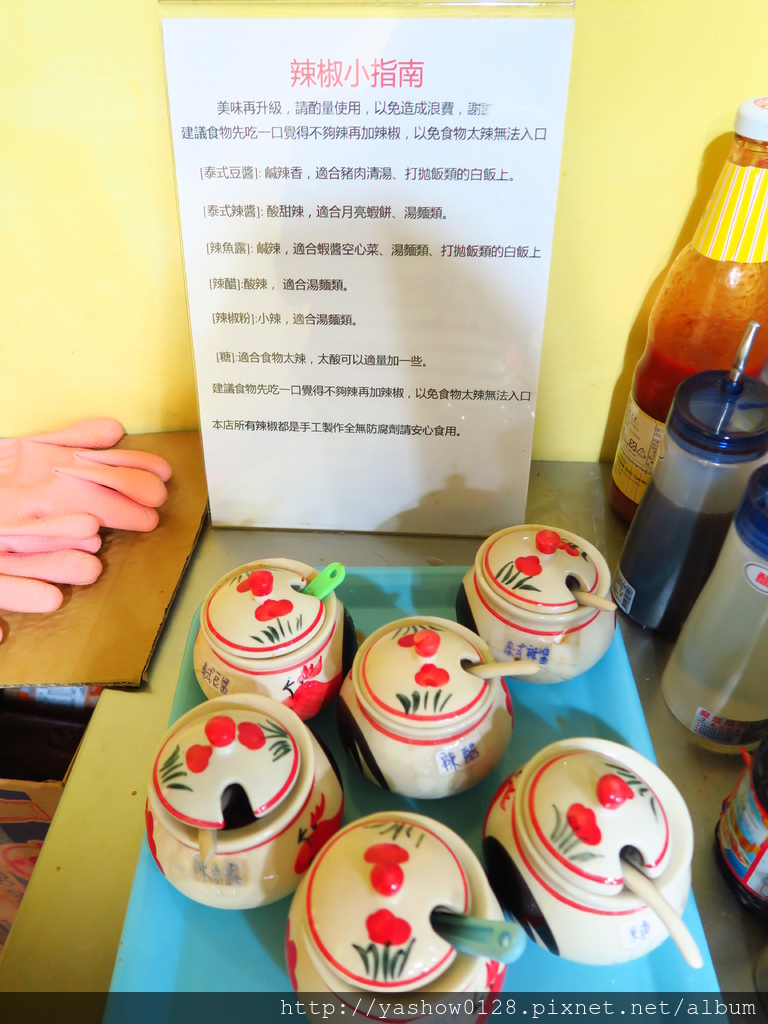 辣椒小指南
美味再升級，請酌量使用，以免造成浪費，謝謝
建議食物先吃一口覺得不夠辣再加辣椒，以免食物太辣無法入口
[泰式豆醬]: 鹹辣香，適合豬肉清湯、打拋飯類的白飯上。
[泰式辣醬]: 酸甜辣，適合月亮蝦餅、湯麵類。
[辣魚露]: 鹹辣，適合蝦醬空心菜、湯麵類、打拋飯類的白飯上
[辣醋]:酸辣， 適合湯麵類。
[辣椒粉]:小辣，適合湯麵類。
[糖]:適合食物太辣，太酸可以適量加一些。
建議食物先吃一口覺得不夠辣再加辣椒，以免食物太辣無法入口
本店所有辣椒都是手工製作全無防腐劑請安心食用。
泰式豆醬
泰式辣醬
辣醋
辣魚露
http://yashow0128.pixnet.net/album